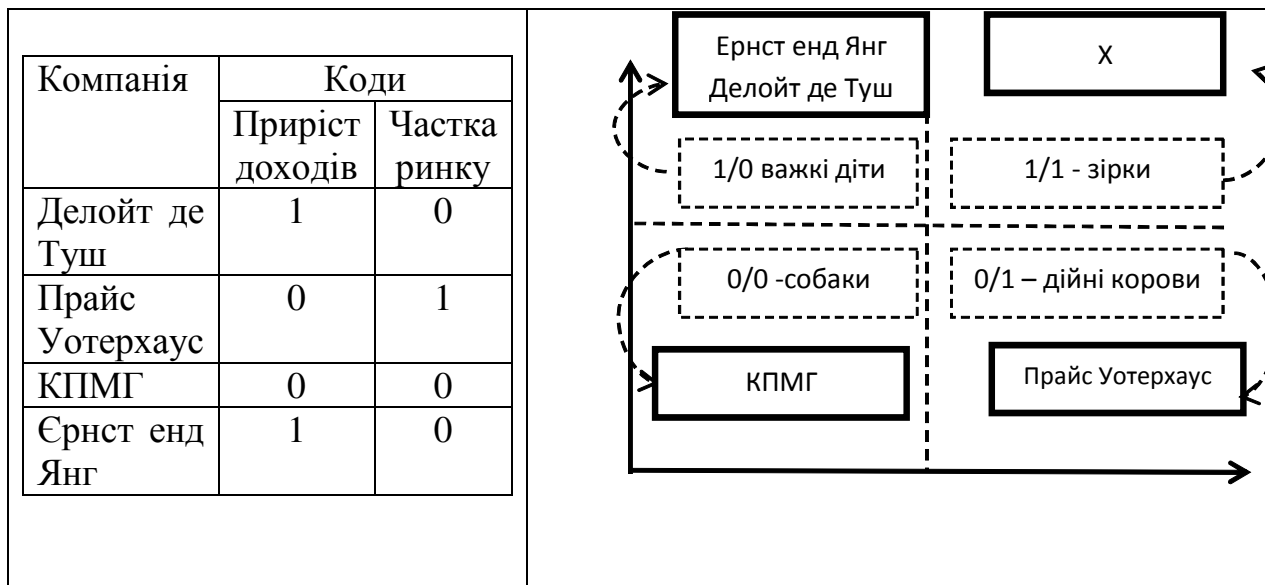 Компанія
Коди
Приріст
доходів
Частка
ринку
Делойт де
Туш
1
0
Прайс
Уотерхаус
0
1
КПМГ
0
0
Єрнст енд
Янг
1
0
Ернст енд Янг
Делойт де Туш
Х
1/0 важкі діти
1/1 - зірки
0/0 -собаки
0/1 – дійні корови
КПМГ
Прайс Уотерхаус